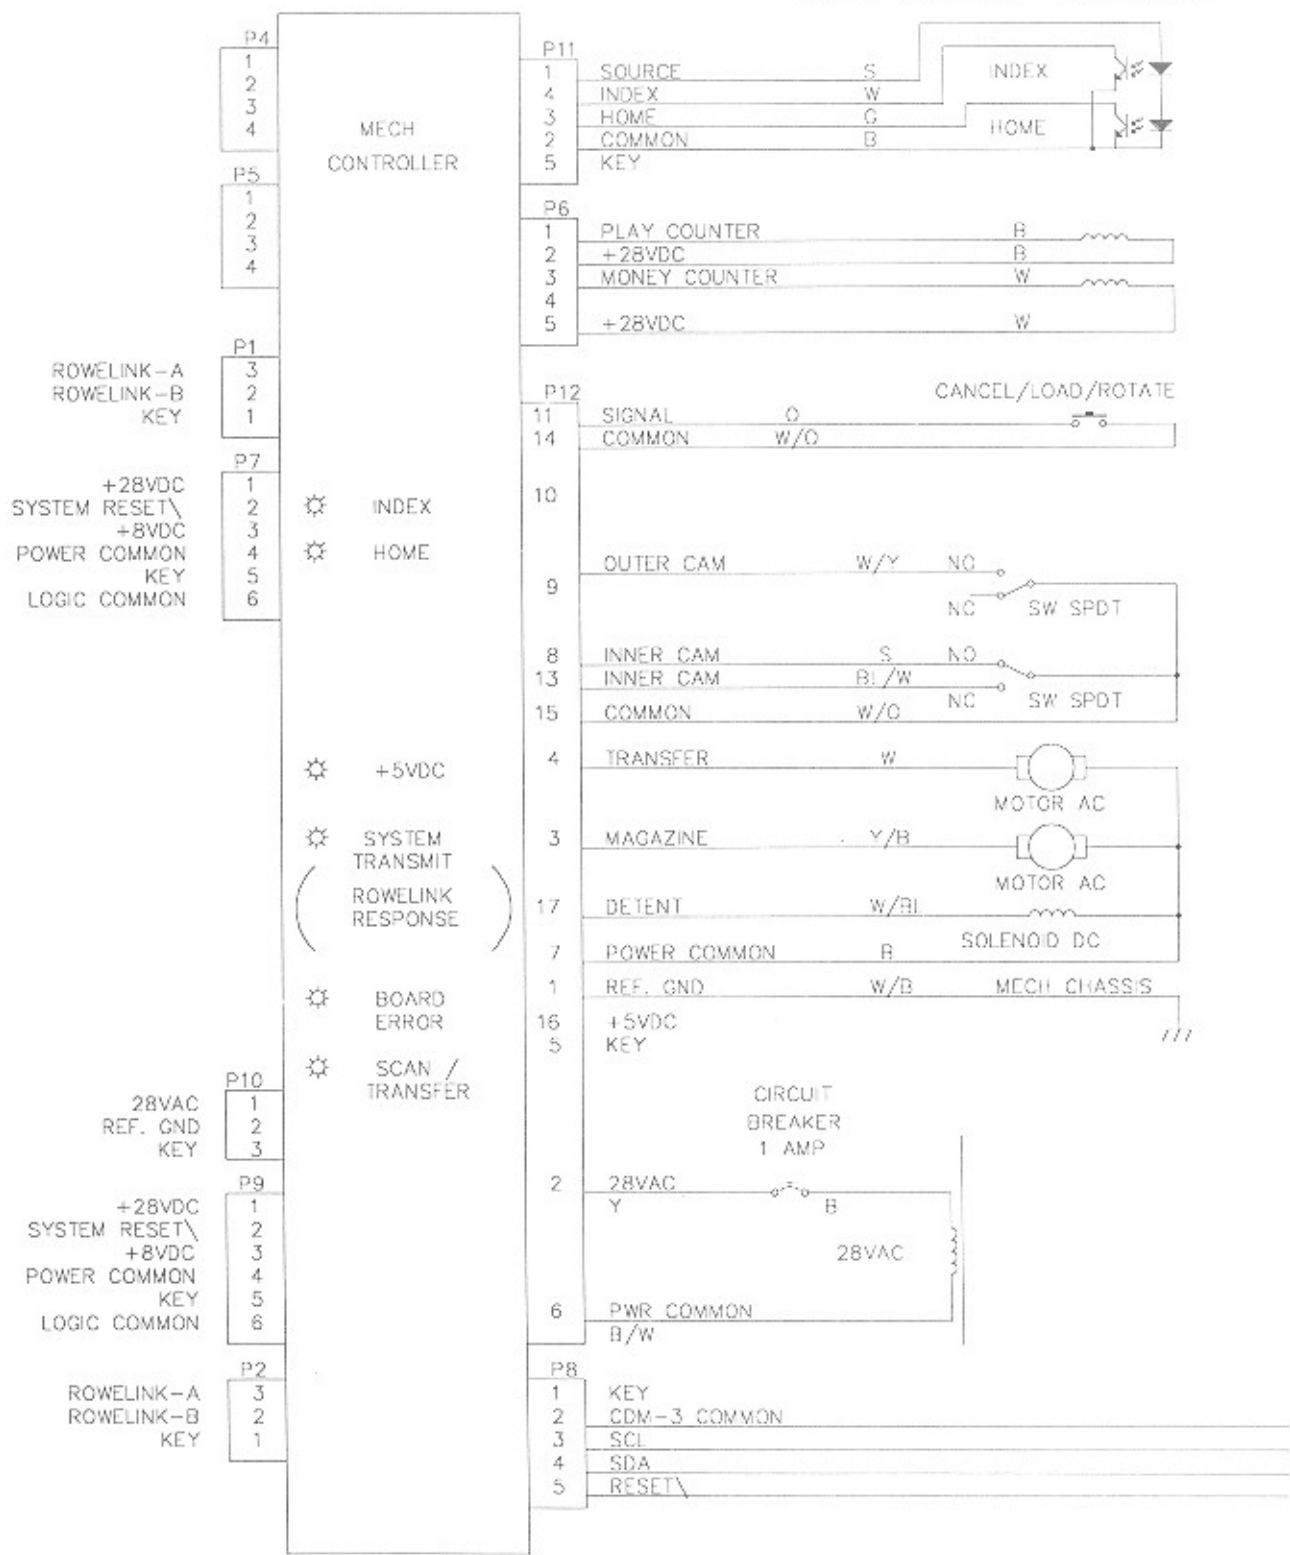 P4
1
2
3
4
P5
1
2
3
4
P1
ROWELINK-A 3
ROWELINK-B 2
KEY 1
P7
+28VDC 1
SYSTEM RESET\ 2
+8VDC 3
POWER COMMON 4
KEY 5
LOGIC COMMON 6
P10
28VAC 1
REF. GND 2
KEY 3
P9
+28VDC 1
SYSTEM RESET\ 2
+8VDC 3
POWER COMMON 4
KEY 5
LOGIC COMMON 6
P2
ROWELINK-A 3
ROWELINK-B 2
KEY 1
MECH
CONTROLLER
INDEX
HOME
+5VDC
SYSTEM
TRANSMIT
ROWELINK
RESPONSE
BOARD
ERROR
SCAN /
TRANSFER
P11
1 SOURCE S
4 INDEX W
3 HOME G
2 COMMON B
5 KEY
INDEX
HOME
P6
1 PLAY COUNTER B
2 +28VDC B
3 MONEY COUNTER W
4
5 +28VDC W
P12
CANCEL/LOAD/ROTATE
11 SIGNAL O
14 COMMON W/O
10
OUTER CAM W/Y NO
9
NC SW SPDT
8 INNER CAM S NO
13 INNER CAM BL/W
NC SW SPDT
15 COMMON W/O
4 TRANSFER W
MOTOR AC
3 MAGAZINE Y/B
MOTOR AC
17 DETENT W/BL
SOLENOID DC
7 POWER COMMON B
1 REF. GND W/B MECH CHASSIS
16 +5VDC
5 KEY
CIRCUIT
BREAKER
1 AMP
2 28VAC
Y B
28VAC
6 PWR COMMON
B/W
P8
1 KEY
2 CDM-3 COMMON
3 SCL
4 SDA
5 RESET\